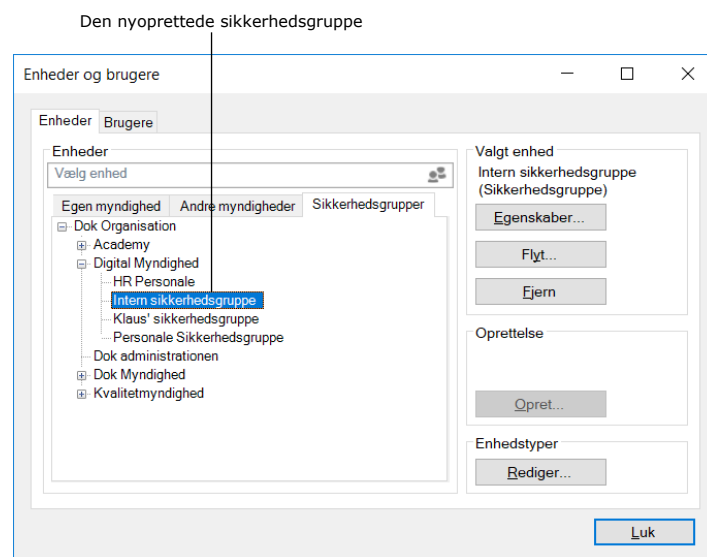 Den nyoprettede sikkerhedsgruppe
Enheder og brugere
Enheder
Brugere
Enheder
Vælg enhed
Egen myndighed
Andre myndigheder
Sikkerhedsgrupper
Dok Organisation
Academy
Digital Myndighed
HR Personale
Intern sikkerhedsgruppe
Klaus' sikkerhedsgruppe
Personale Sikkerhedsgruppe
Dok administrationen
Dok Myndighed
Kvalitetmyndighed
Valgt enhed
Intern sikkerhedsgruppe
(Sikkerhedsgruppe)
Egenskaber...
Flyt...
Fjern
Oprettelse
Opret...
Enhedstyper
Rediger...
Luk